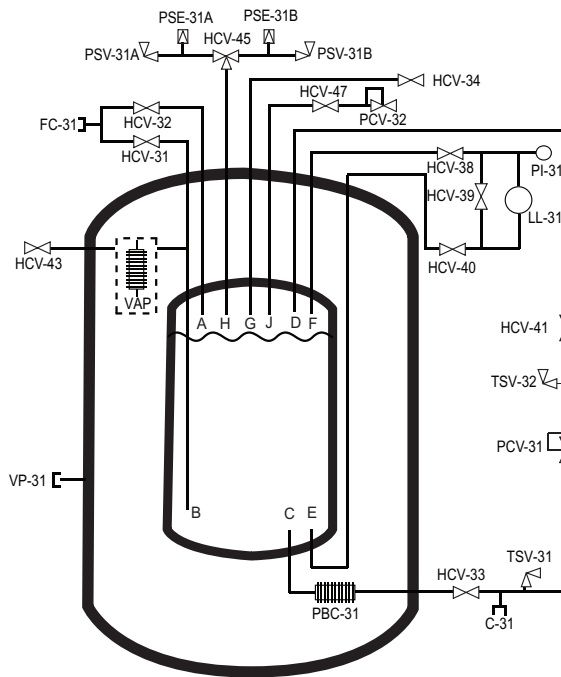 PSE-31A
PSE-31B
HCV-45
PSV-31A
PSV-31B
HCV-34
HCV-47
PCV-32
FC-31
HCV-32
HCV-31
HCV-38
PI-31
HCV-39
LL-31
HCV-43
HCV-40
VAP
A
H
G
J
D
F
HCV-41
TSV-32
PCV-31
VP-31
B
C
E
TSV-31
HCV-33
PBC-31
C-31